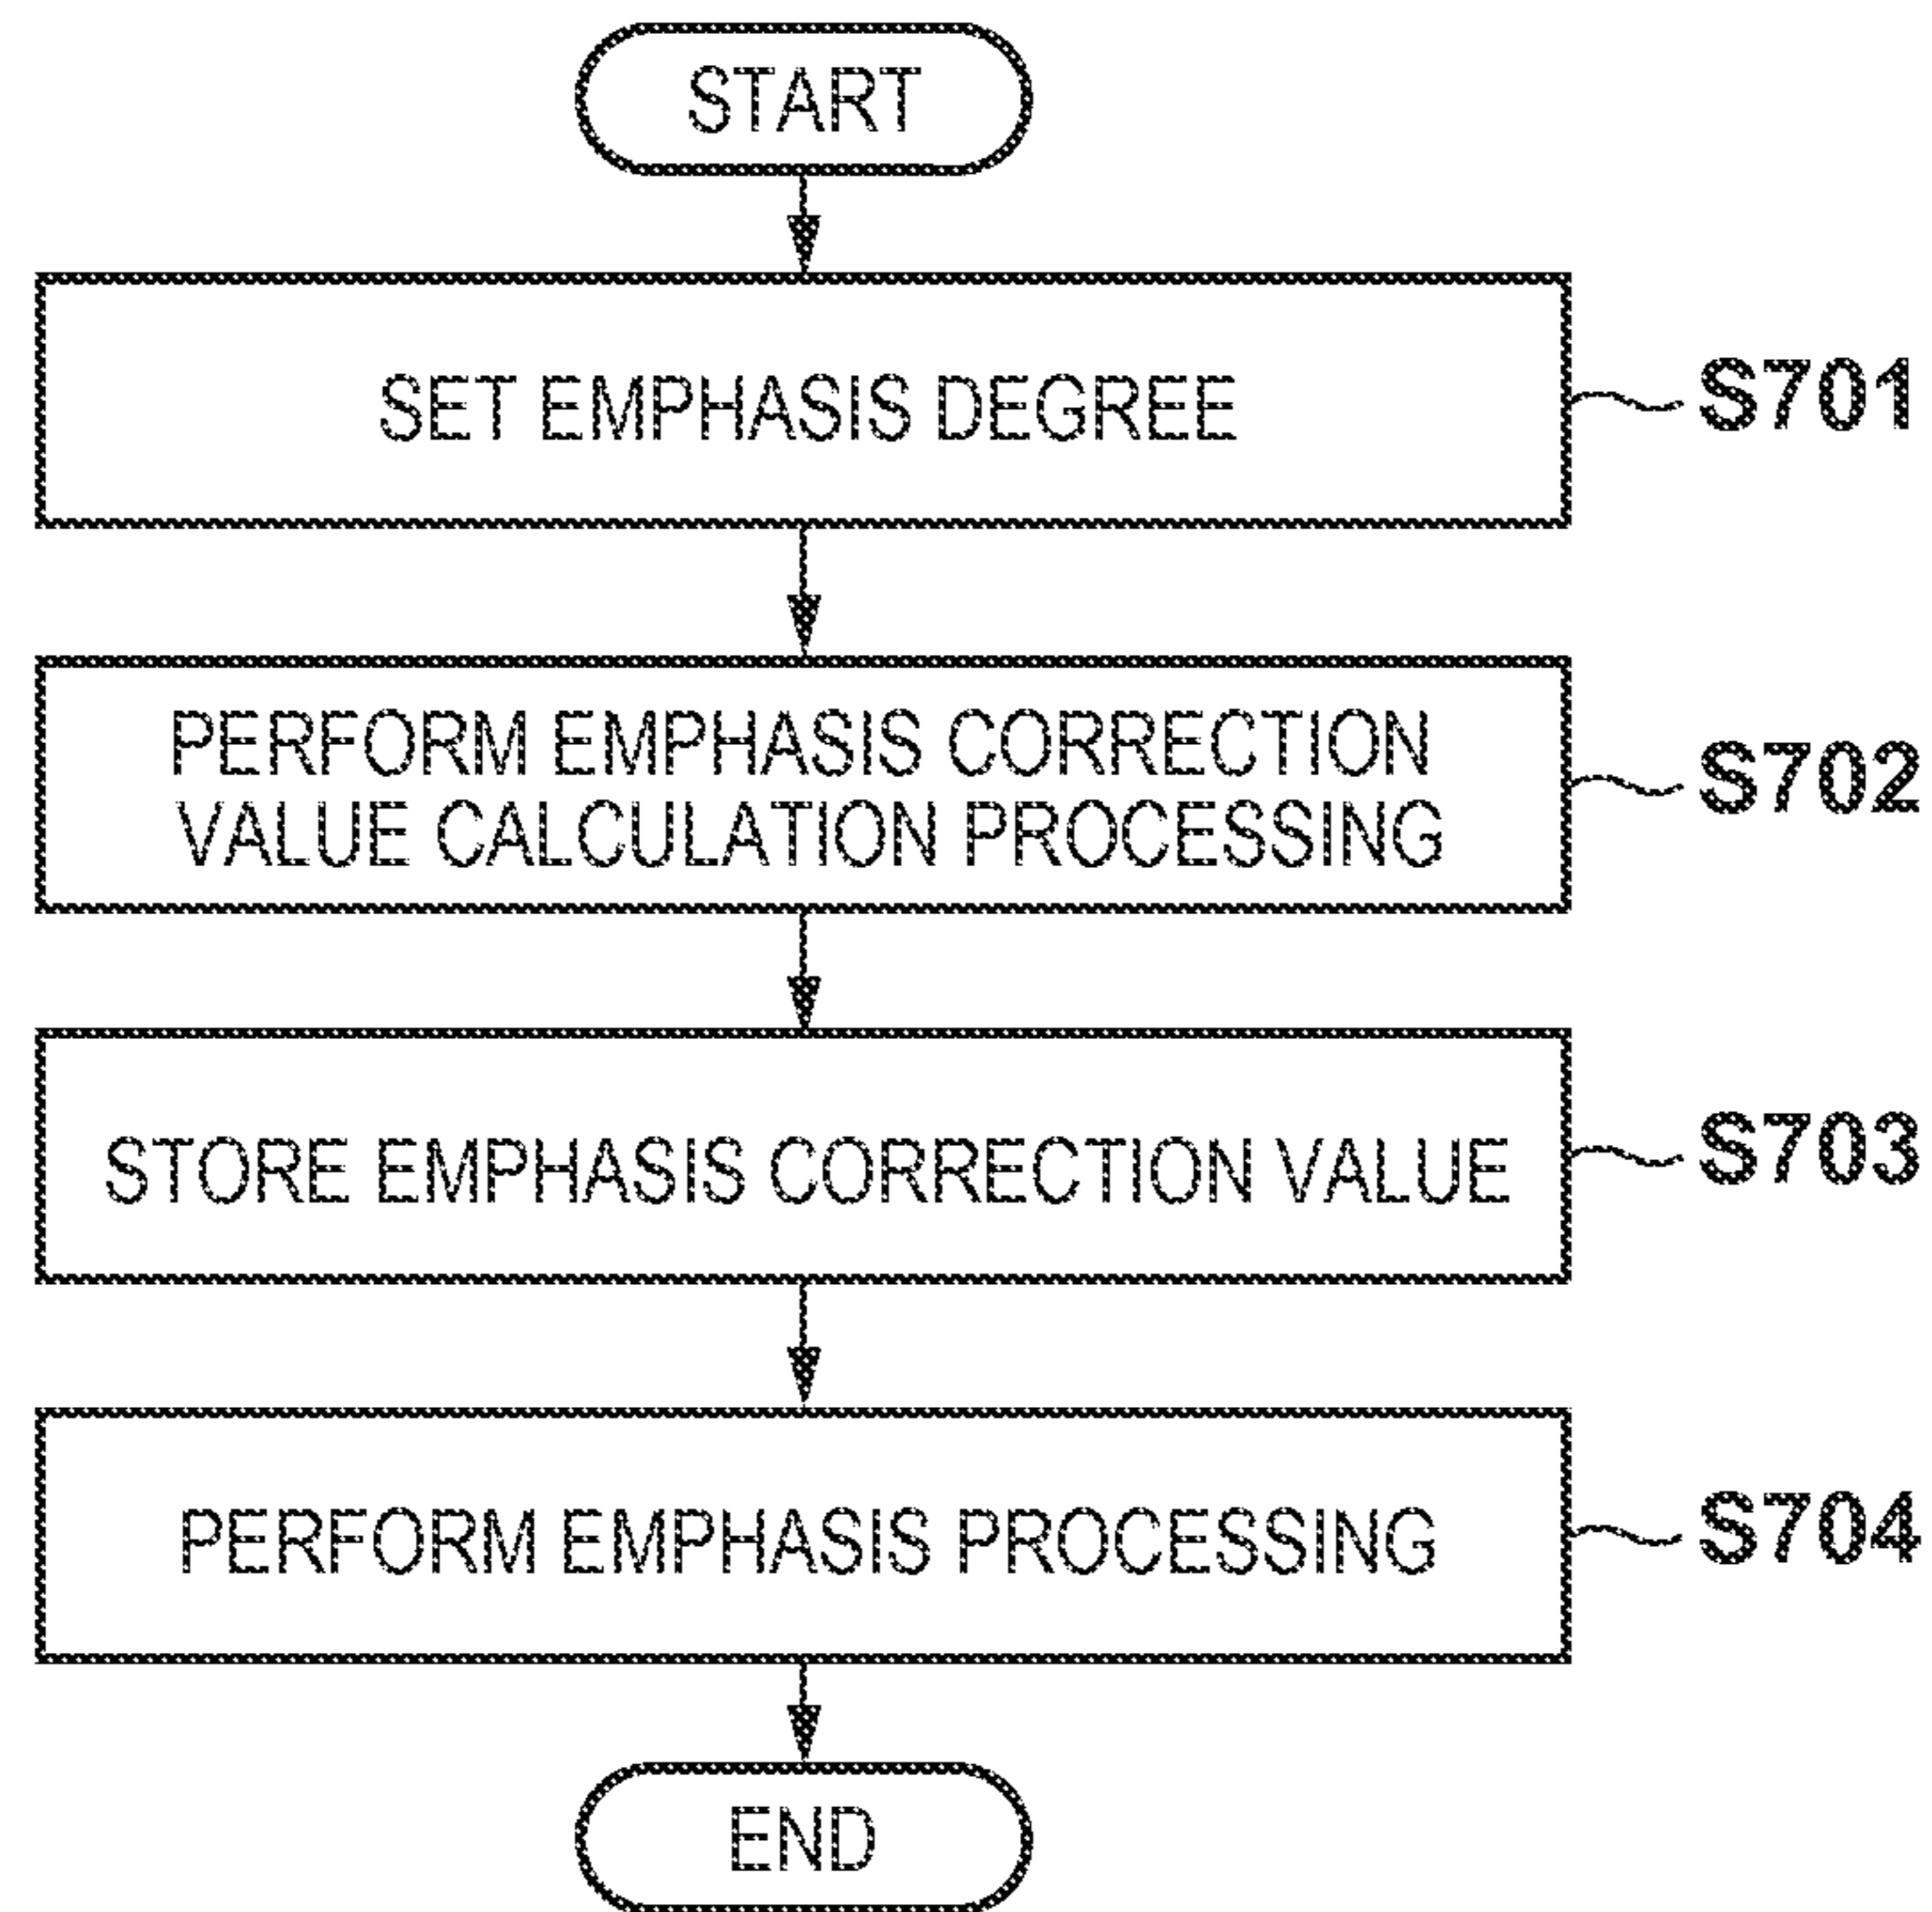 START
SET EMPHASIS DEGREE
S701
PERFORM EMPHASIS CORRECTION
VALUE CALCULATION PROCESSING
S702
STORE EMPHASIS CORRECTION VALUE
S703
PERFORM EMPHASIS PROCESSING
S704
END